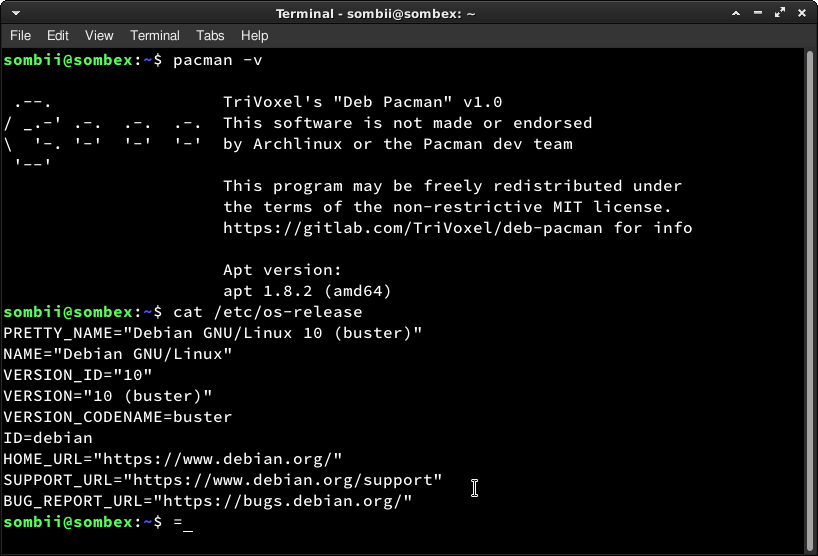 Terminal - sombii@sombex: ~
File Edit View Terminal Tabs Help
sombii@sombex:~$ pacman -v
 .--.                 TriVoxel's "Deb Pacman" v1.0
/ _.-' .-.  .-.  .-.  This software is not made or endorsed
\  '-. '-'  '-'  '-'  by Archlinux or the Pacman dev team
 '--'
                      This program may be freely redistributed under
                      the terms of the non-restrictive MIT license.
                      https://gitlab.com/TriVoxel/deb-pacman for info
                      Apt version:
                      apt 1.8.2 (amd64)
sombii@sombex:~$ cat /etc/os-release
PRETTY_NAME="Debian GNU/Linux 10 (buster)"
NAME="Debian GNU/Linux"
VERSION_ID="10"
VERSION="10 (buster)"
VERSION_CODENAME=buster
ID=debian
HOME_URL="https://www.debian.org/"
SUPPORT_URL="https://www.debian.org/support"
BUG_REPORT_URL="https://bugs.debian.org/"
sombii@sombex:~$ =_